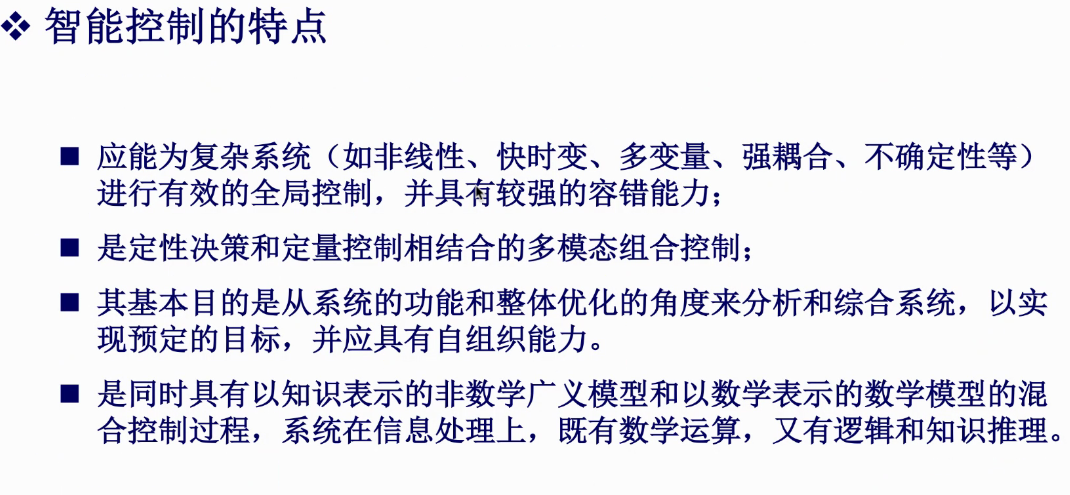 ❖ 智能控制的特点
■ 应能为复杂系统（如非线性、快时变、多变量、强耦合、不确定性等）
进行有效的全局控制，并具有较强的容错能力；
■ 是定性决策和定量控制相结合的多模态组合控制；
■ 其基本目的是从系统的功能和整体优化的角度来分析和综合系统，以实
现预定的目标，并应具有自组织能力。
■ 是同时具有以知识表示的非数学广义模型和以数学表示的数学模型的混
合控制过程，系统在信息处理上，既有数学运算，又有逻辑和知识推理。